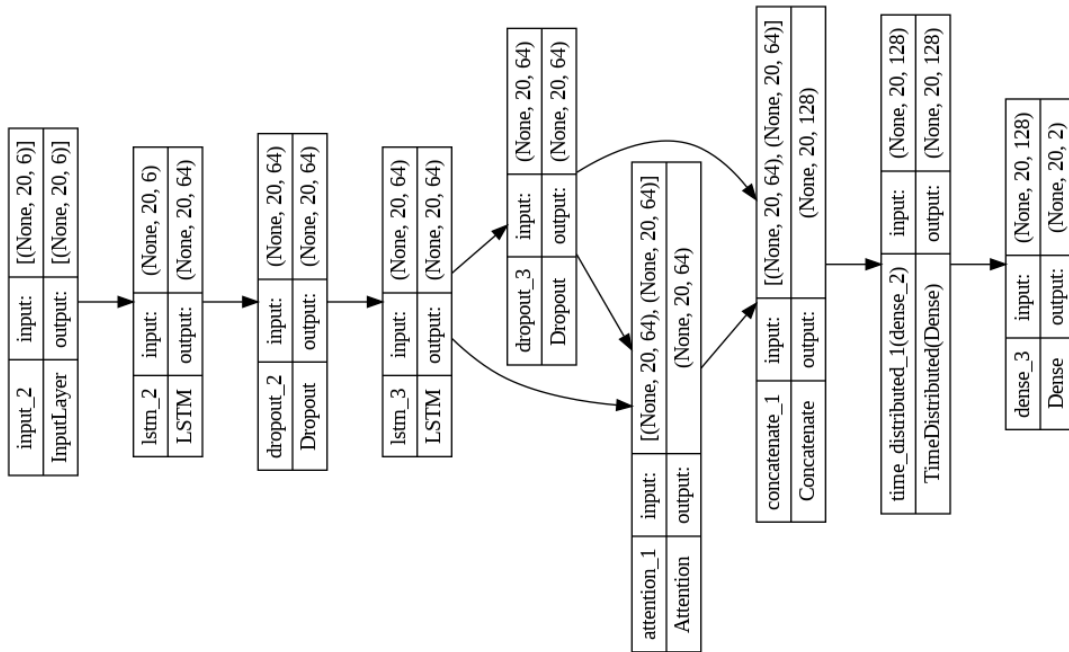 input_2 input: [(None, 20, 6)]
InputLayer output: [(None, 20, 6)]
lstm_2 input: (None, 20, 6)
LSTM output: (None, 20, 64)
dropout_2 input: (None, 20, 64)
Dropout output: (None, 20, 64)
lstm_3 input: (None, 20, 64)
LSTM output: (None, 20, 64)
dropout_3 input: (None, 20, 64)
Dropout output: (None, 20, 64)
attention_1 input: [(None, 20, 64), (None, 20, 64)]
Attention output: (None, 20, 64)
concatenate_1 input: [(None, 20, 64), (None, 20, 64)]
Concatenate output: (None, 20, 128)
time_distributed_1(dense_2) input: (None, 20, 128)
TimeDistributed(Dense) output: (None, 20, 128)
dense_3 input: (None, 20, 128)
Dense output: (None, 20, 2)